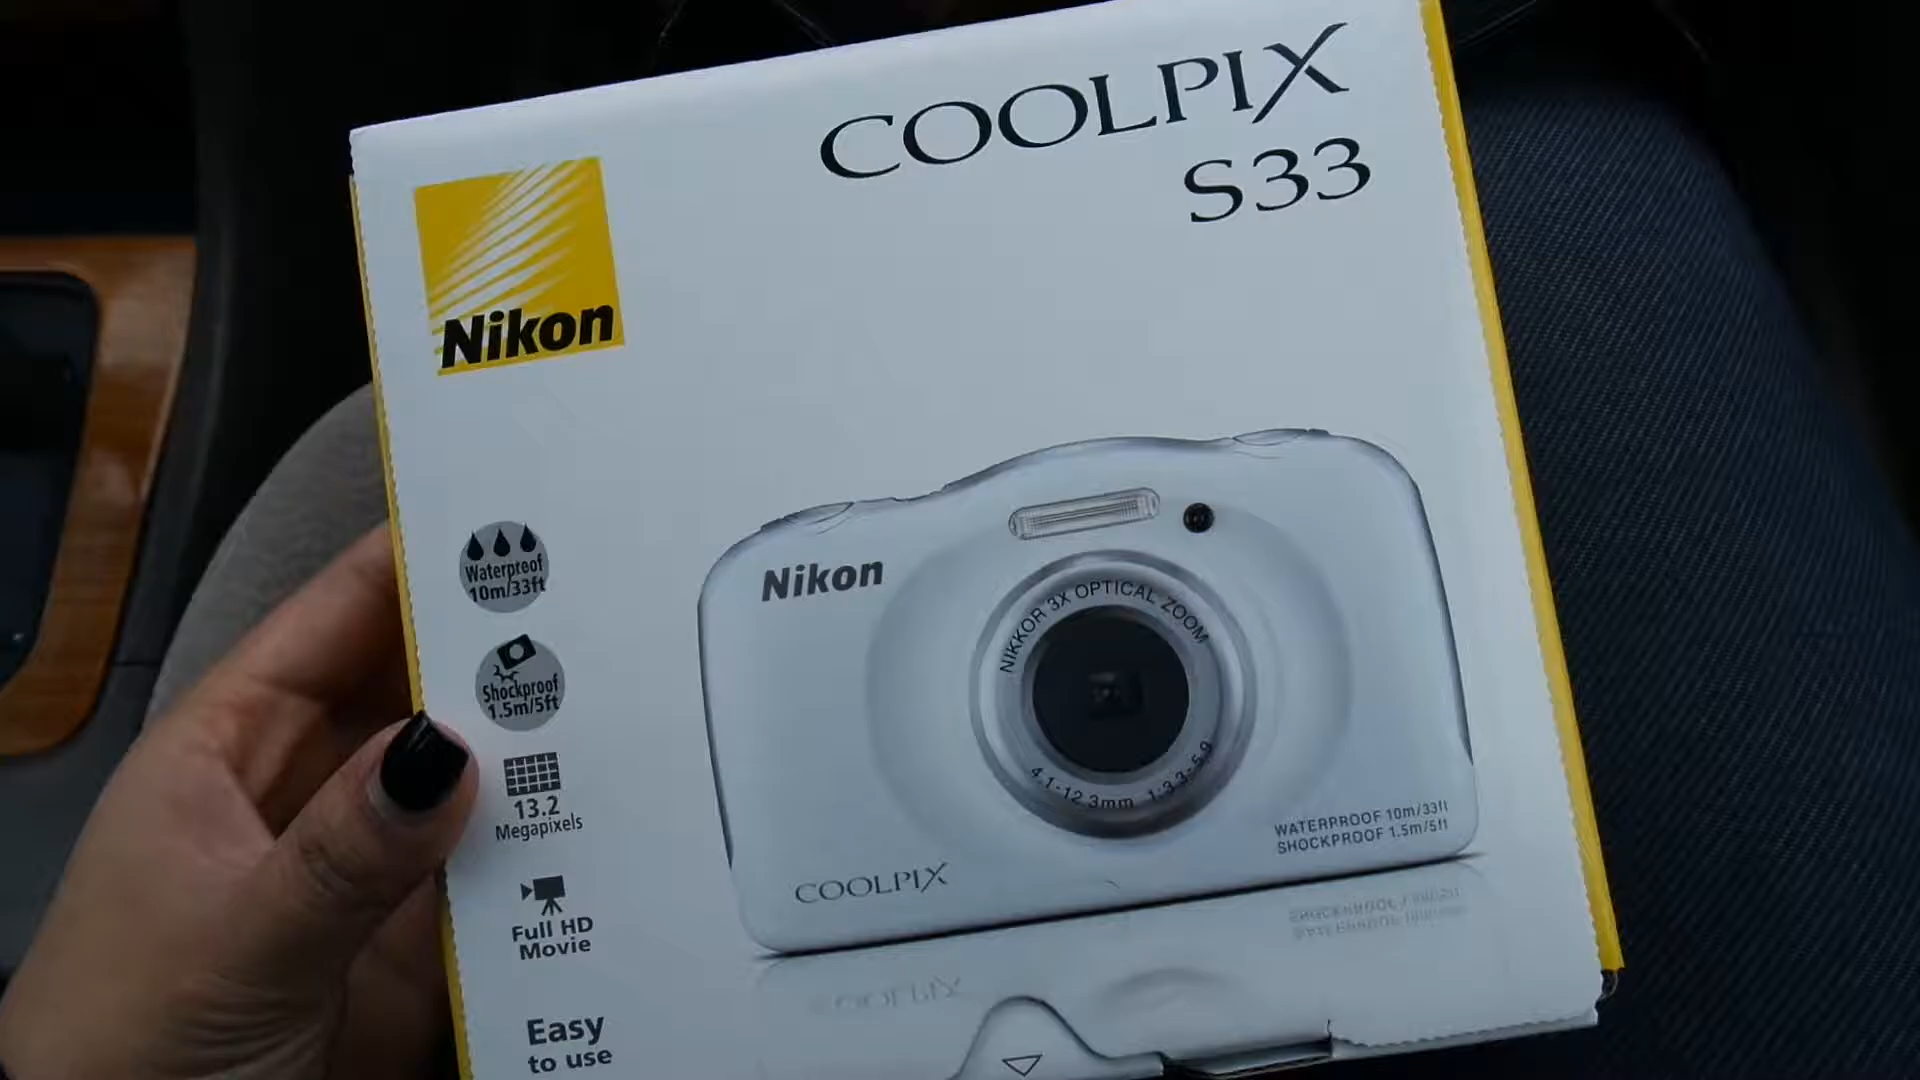 COOLPIX
S33
Nikon
Waterproof
10m/33ft
Shockproof
1.5m/5ft
13.2
Megapixels
Full HD
Movie
Easy
to use
Nikon
NIKKOR 3X OPTICAL ZOOM
4.1-12.3mm 1:3.3-5.9
WATERPROOF 10m/33ft
SHOCKPROOF 1.5m/5ft
COOLPIX